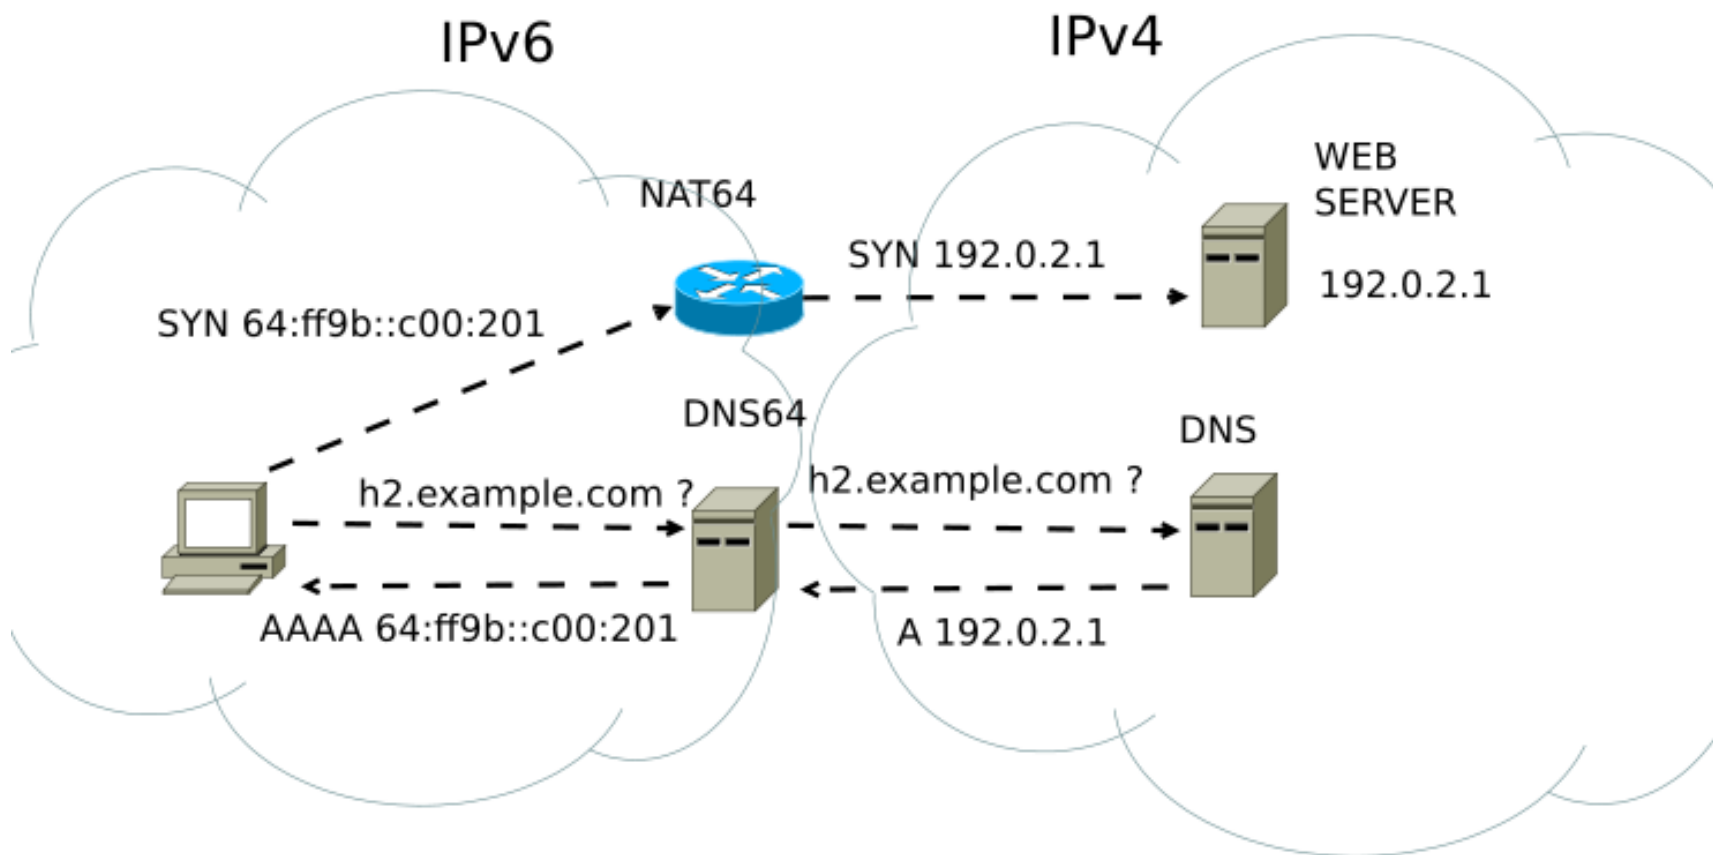 IPv6
IPv4
NAT64
WEB
SERVER
SYN 192.0.2.1
192.0.2.1
SYN 64:ff9b::c00:201
DNS64
DNS
h2.example.com ?
h2.example.com ?
AAAA 64:ff9b::c00:201
A 192.0.2.1